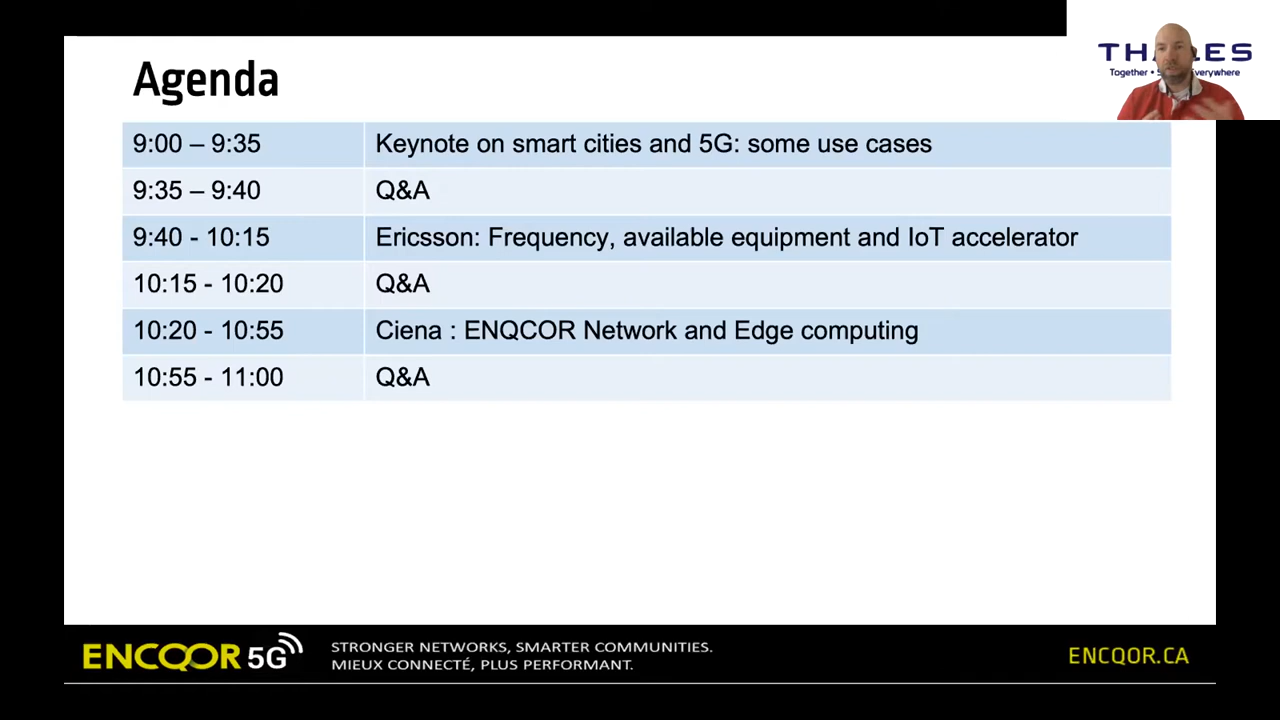 Agenda
THALES
Together • Everywhere
9:00 – 9:35 Keynote on smart cities and 5G: some use cases
9:35 – 9:40 Q&A
9:40 - 10:15 Ericsson: Frequency, available equipment and IoT accelerator
10:15 - 10:20 Q&A
10:20 - 10:55 Ciena : ENQCOR Network and Edge computing
10:55 - 11:00 Q&A
ENCQOR 5G
STRONGER NETWORKS, SMARTER COMMUNITIES.
MIEUX CONNECTÉ, PLUS PERFORMANT.
ENCQOR.CA